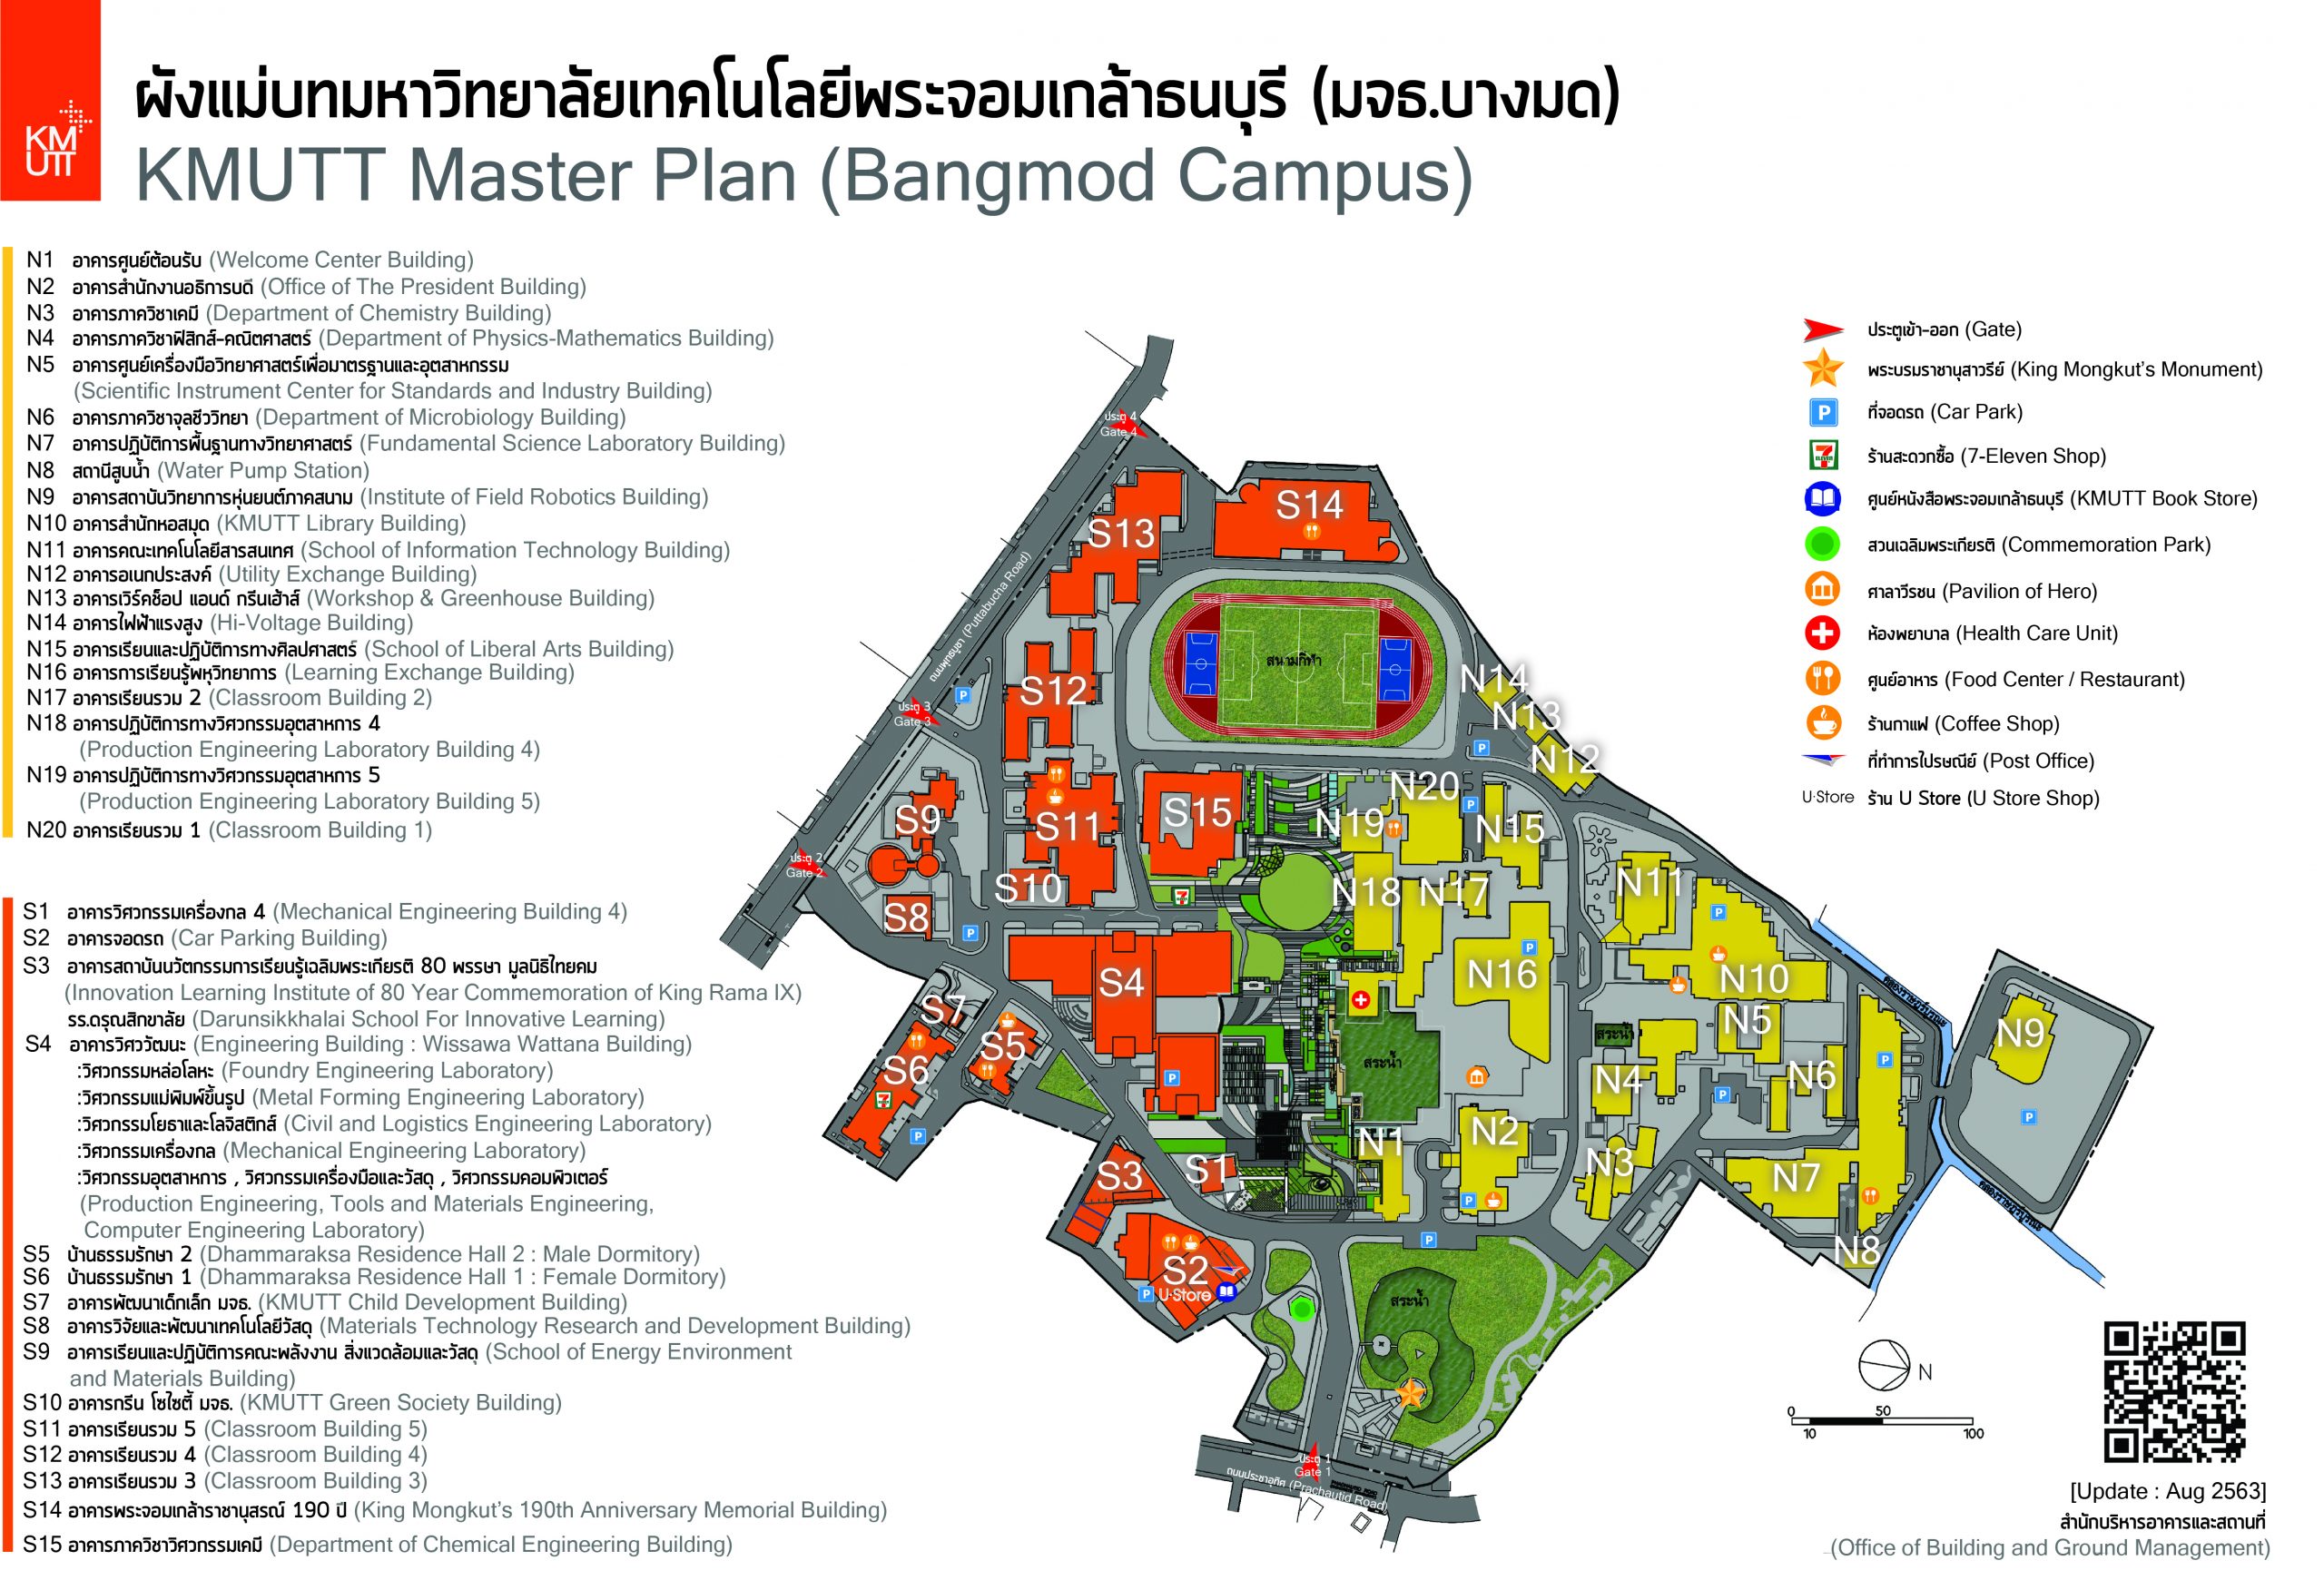 KM
UTT
ผังแม่บทมหาวิทยาลัยเทคโนโลยีพระจอมเกล้าธนบุรี (มจธ.บางมด)
KMUTT Master Plan (Bangmod Campus)
N1 อาคารศูนย์ต้อนรับ (Welcome Center Building)
N2 อาคารสำนักงานอธิการบดี (Office of The President Building)
N3 อาคารภาควิชาเคมี (Department of Chemistry Building)
N4 อาคารภาควิชาฟิสิกส์-คณิตศาสตร์ (Department of Physics-Mathematics Building)
N5 อาคารศูนย์เครื่องมือวิทยาศาสตร์เพื่อมาตรฐานและอุตสาหกรรม
(Scientific Instrument Center for Standards and Industry Building)
N6 อาคารภาควิชาจุลชีววิทยา (Department of Microbiology Building)
N7 อาคารปฏิบัติการพื้นฐานทางวิทยาศาสตร์ (Fundamental Science Laboratory Building)
N8 สถานีสูบน้ำ (Water Pump Station)
N9 อาคารสถาบันวิทยาการหุ่นยนต์ภาคสนาม (Institute of Field Robotics Building)
N10 อาคารสำนักหอสมุด (KMUTT Library Building)
N11 อาคารคณะเทคโนโลยีสารสนเทศ (School of Information Technology Building)
N12 อาคารอเนกประสงค์ (Utility Exchange Building)
N13 อาคารเวิร์คช็อป แอนด์ กรีนเฮ้าส์ (Workshop & Greenhouse Building)
N14 อาคารไฟฟ้าแรงสูง (Hi-Voltage Building)
N15 อาคารเรียนและปฏิบัติการทางศิลปศาสตร์ (School of Liberal Arts Building)
N16 อาคารการเรียนรู้พหุวิทยาการ (Learning Exchange Building)
N17 อาคารเรียนรวม 2 (Classroom Building 2)
N18 อาคารปฏิบัติการทางวิศวกรรมอุตสาหการ 4
(Production Engineering Laboratory Building 4)
N19 อาคารปฏิบัติการทางวิศวกรรมอุตสาหการ 5
(Production Engineering Laboratory Building 5)
N20 อาคารเรียนรวม 1 (Classroom Building 1)
S1 อาคารวิศวกรรมเครื่องกล 4 (Mechanical Engineering Building 4)
S2 อาคารจอดรถ (Car Parking Building)
S3 อาคารสถาบันนวัตกรรมการเรียนรู้เฉลิมพระเกียรติ 80 พรรษา มูลนิธิไทยคม
(Innovation Learning Institute of 80 Year Commemoration of King Rama IX)
รร.ดรุณสิกขาลัย (Darunsikkhalai School For Innovative Learning)
S4 อาคารวิศววัฒนะ (Engineering Building : Wissawa Wattana Building)
:วิศวกรรมหล่อโลหะ (Foundry Engineering Laboratory)
:วิศวกรรมแม่พิมพ์ขึ้นรูป (Metal Forming Engineering Laboratory)
:วิศวกรรมโยธาและโลจิสติกส์ (Civil and Logistics Engineering Laboratory)
:วิศวกรรมเครื่องกล (Mechanical Engineering Laboratory)
:วิศวกรรมอุตสาหการ , วิศวกรรมเครื่องมือและวัสดุ , วิศวกรรมคอมพิวเตอร์
(Production Engineering, Tools and Materials Engineering,
Computer Engineering Laboratory)
S5 บ้านธรรมรักษา 2 (Dhammaraksa Residence Hall 2 : Male Dormitory)
S6 บ้านธรรมรักษา 1 (Dhammaraksa Residence Hall 1 : Female Dormitory)
S7 อาคารพัฒนาเด็กเล็ก มจธ. (KMUTT Child Development Building)
S8 อาคารวิจัยและพัฒนาเทคโนโลยีวัสดุ (Materials Technology Research and Development Building)
S9 อาคารเรียนและปฏิบัติการคณะพลังงาน สิ่งแวดล้อมและวัสดุ (School of Energy Environment
and Materials Building)
S10 อาคารกรีน โซไซตี้ มจธ. (KMUTT Green Society Building)
S11 อาคารเรียนรวม 5 (Classroom Building 5)
S12 อาคารเรียนรวม 4 (Classroom Building 4)
S13 อาคารเรียนรวม 3 (Classroom Building 3)
S14 อาคารพระจอมเกล้าราชานุสรณ์ 190 ปี (King Mongkut's 190th Anniversary Memorial Building)
S15 อาคารภาควิชาวิศวกรรมเคมี (Department of Chemical Engineering Building)
ประตู 4
Gate 4
S14
S13
ถนนพุทธบูชา (Puttabucha Road)
สนามกีฬา
N14
S12
P
ประตู 3
Gate 3
N13
P
N12
N20
P
S9
S11
S15
N19
N15
ประตู 2
Gate 2
S10
7 ELEVEN
N18
N17
N11
S8
P
P
S4
N16
P
N10
S7
S5
N5
N9
S6
สระน้ำ
สระน้ำ
P
P
N4
N6
P
P
7
P
N1
N2
N3
S3
S1
N7
P
P
N8
S2
P
U·Store
สระน้ำ
ประตู 1
Gate 1
ถนนประชาอุทิศ (Prachautid Road)
ประตูเข้า-ออก (Gate)
พระบรมราชานุสาวรีย์ (King Mongkut's Monument)
P ที่จอดรถ (Car Park)
7 ELEVEN ร้านสะดวกซื้อ (7-Eleven Shop)
ศูนย์หนังสือพระจอมเกล้าธนบุรี (KMUTT Book Store)
สวนเฉลิมพระเกียรติ (Commemoration Park)
ศาลาวีรชน (Pavilion of Hero)
ห้องพยาบาล (Health Care Unit)
ศูนย์อาหาร (Food Center / Restaurant)
ร้านกาแฟ (Coffee Shop)
ที่ทำการไปรษณีย์ (Post Office)
U·Store ร้าน U Store (U Store Shop)
N
0 50
10 100
[Update : Aug 2563]
สำนักบริหารอาคารและสถานที่
(Office of Building and Ground Management)